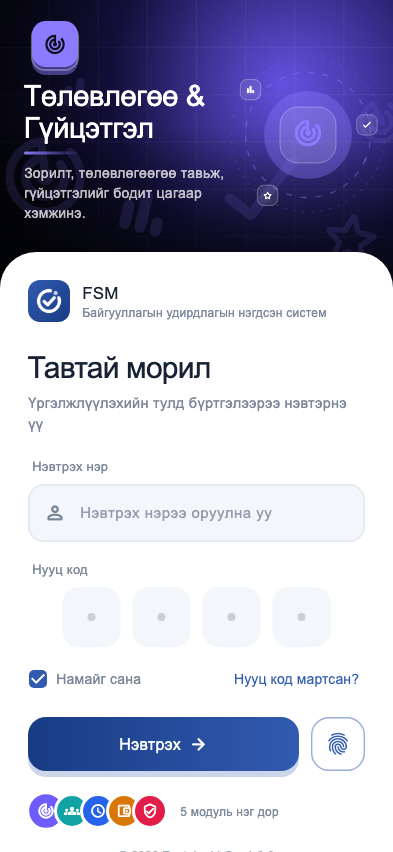 Төлөвлөгөө &
Гүйцэтгэл
Зорилт, төлөвлөгөөгөө тавьж,
гүйцэтгэлийг бодит цагаар
хэмжинэ.
FSM
Байгууллагын удирдлагын нэгдсэн систем
Тавтай морил
Үргэлжлүүлэхийн тулд бүртгэлээрээ нэвтэрнэ
үү
Нэвтрэх нэр
Нэвтрэх нэрээ оруулна уу
Нууц код
Намайг сана
Нууц код мартсан?
Нэвтрэх
5 модуль нэг дор